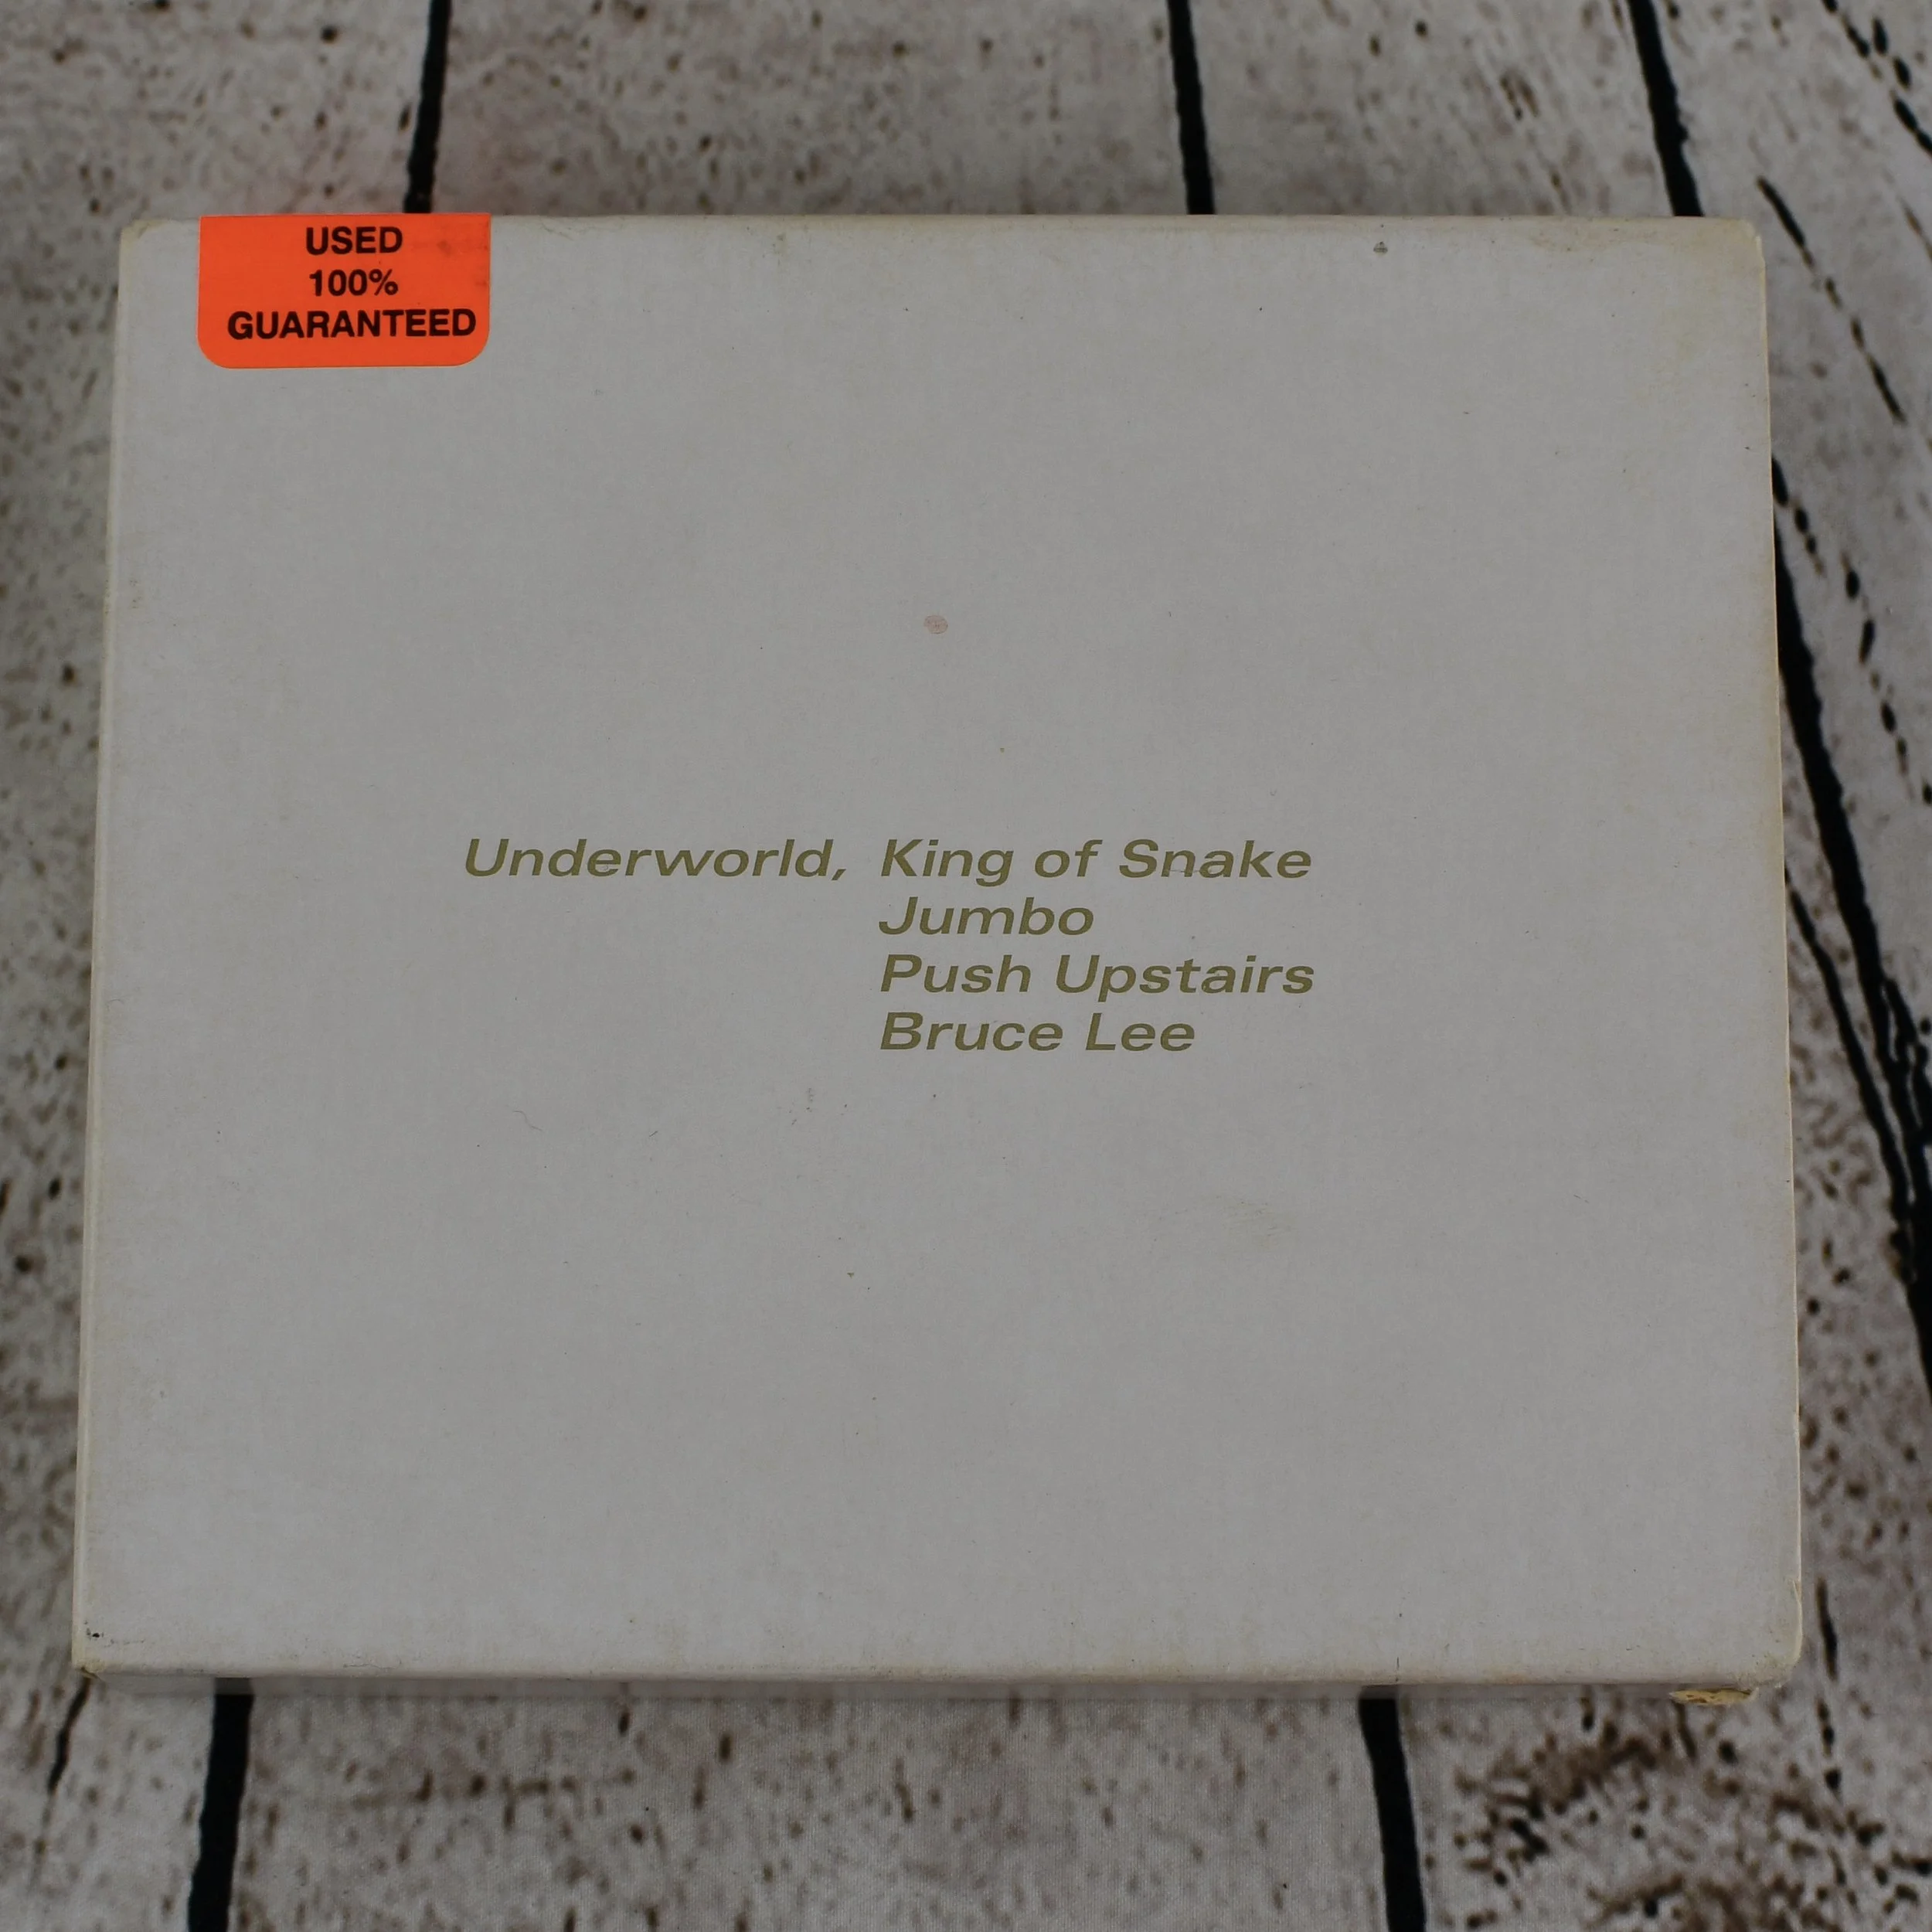 USED
100%
GUARANTEED
Underworld, King of Snake
Jumbo
Push Upstairs
Bruce Lee